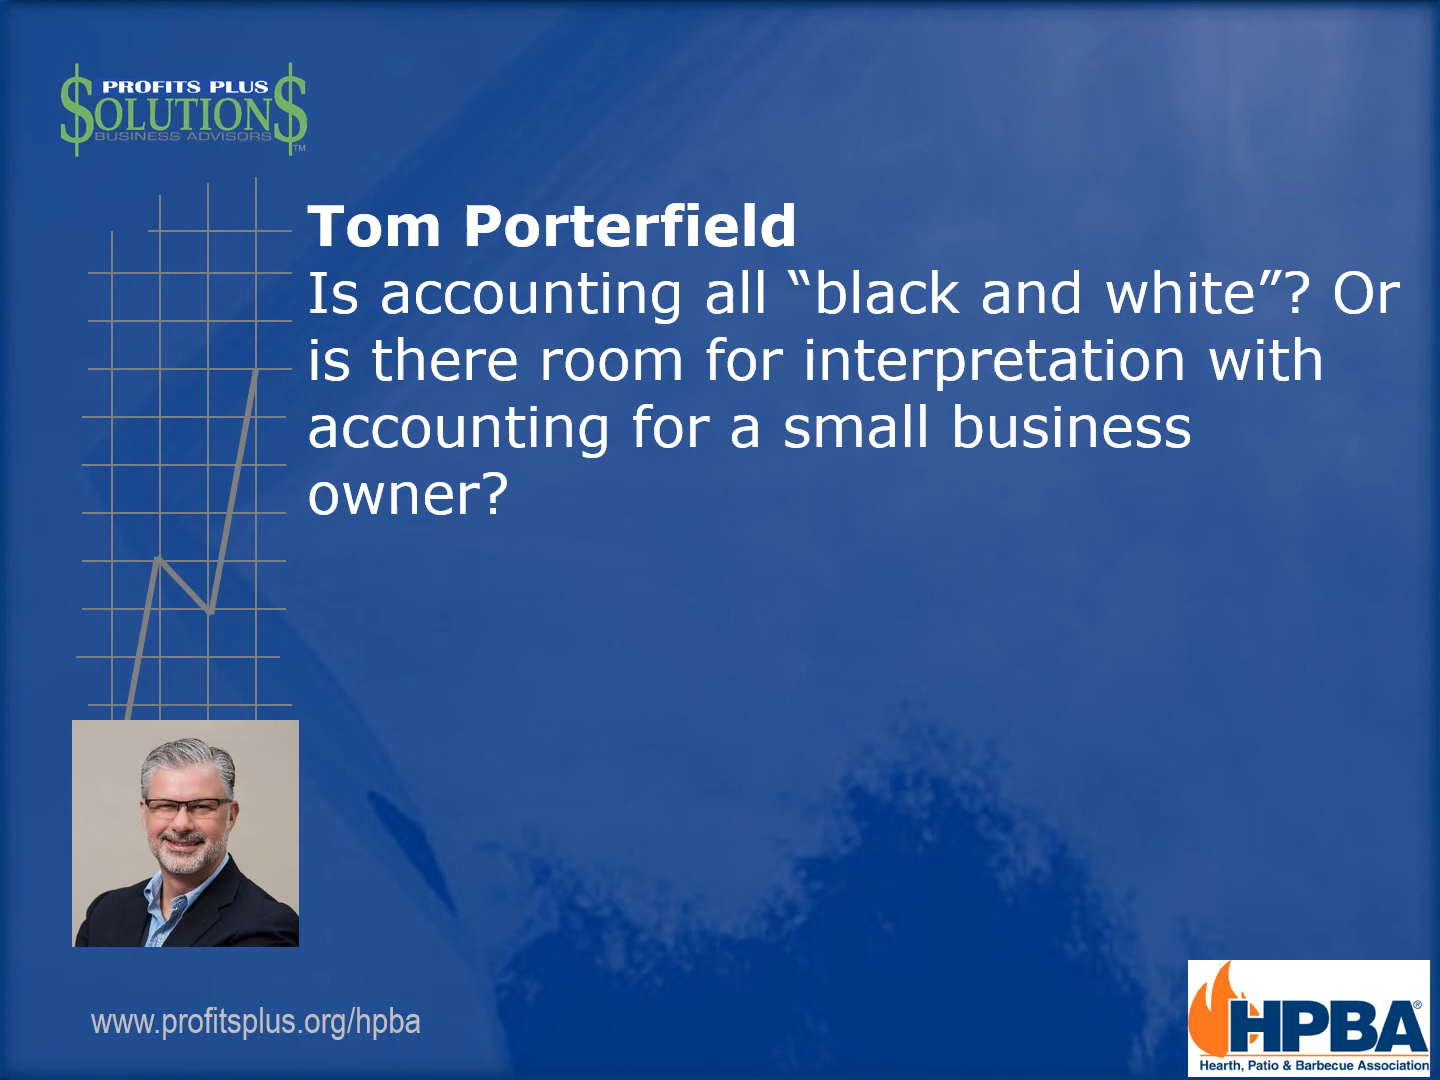 PROFITS PLUS
$OLUTION$
BUSINESS ADVISORS
TM
Tom Porterfield
Is accounting all “black and white”? Or
is there room for interpretation with
accounting for a small business
owner?
www.profitsplus.org/hpba
HPBA®
Hearth, Patio & Barbecue Association